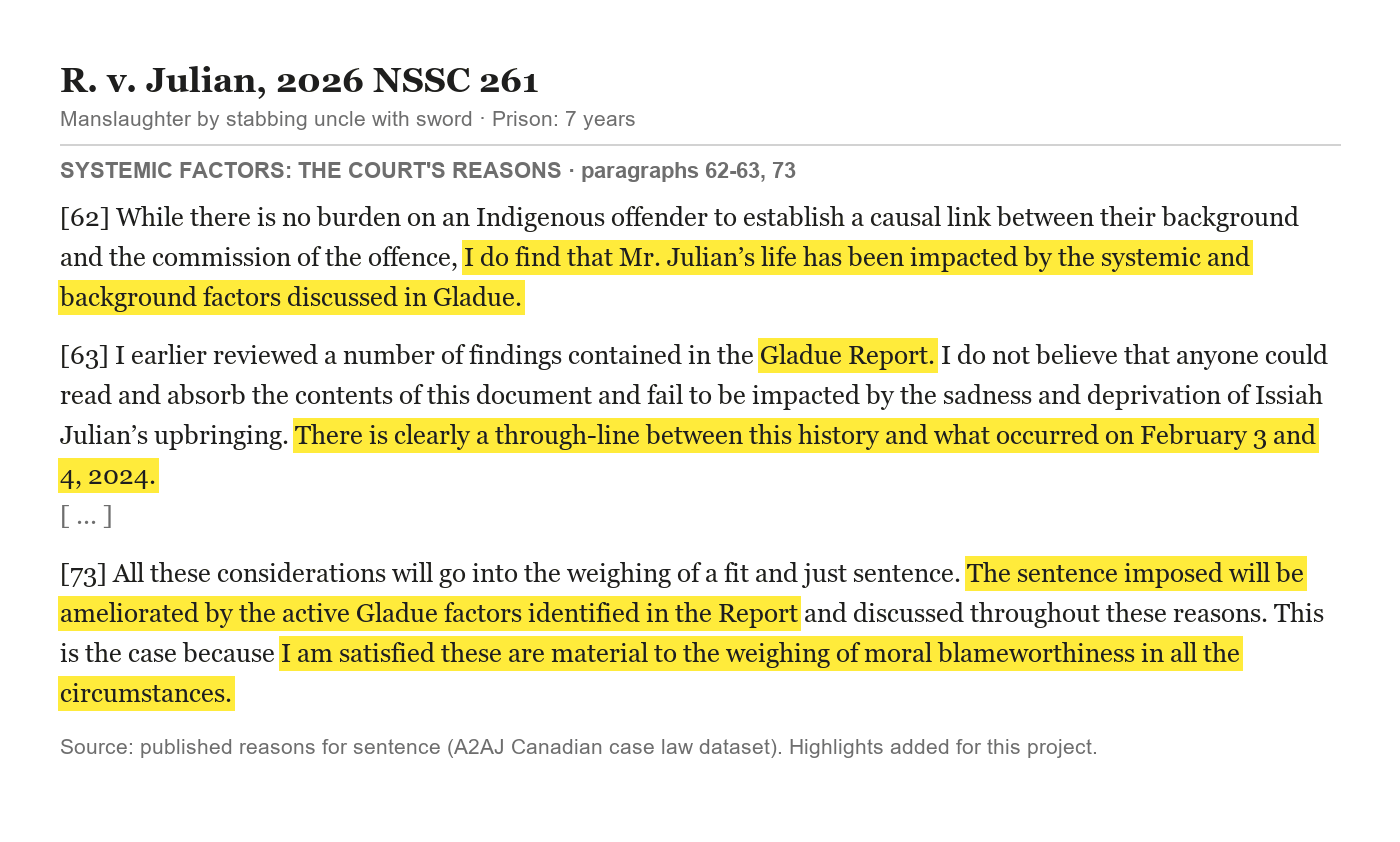 R. v. Julian, 2026 NSSC 261
Manslaughter by stabbing uncle with sword · Prison: 7 years
SYSTEMIC FACTORS: THE COURT'S REASONS · paragraphs 62-63, 73
[62] While there is no burden on an Indigenous offender to establish a causal link between their background
and the commission of the offence, I do find that Mr. Julian’s life has been impacted by the systemic and
background factors discussed in Gladue.
[63] I earlier reviewed a number of findings contained in the Gladue Report. I do not believe that anyone could
read and absorb the contents of this document and fail to be impacted by the sadness and deprivation of Issiah
Julian’s upbringing. There is clearly a through-line between this history and what occurred on February 3 and
4, 2024.
[ ... ]
[73] All these considerations will go into the weighing of a fit and just sentence. The sentence imposed will be
ameliorated by the active Gladue factors identified in the Report and discussed throughout these reasons. This
is the case because I am satisfied these are material to the weighing of moral blameworthiness in all the
circumstances.
Source: published reasons for sentence (A2AJ Canadian case law dataset). Highlights added for this project.